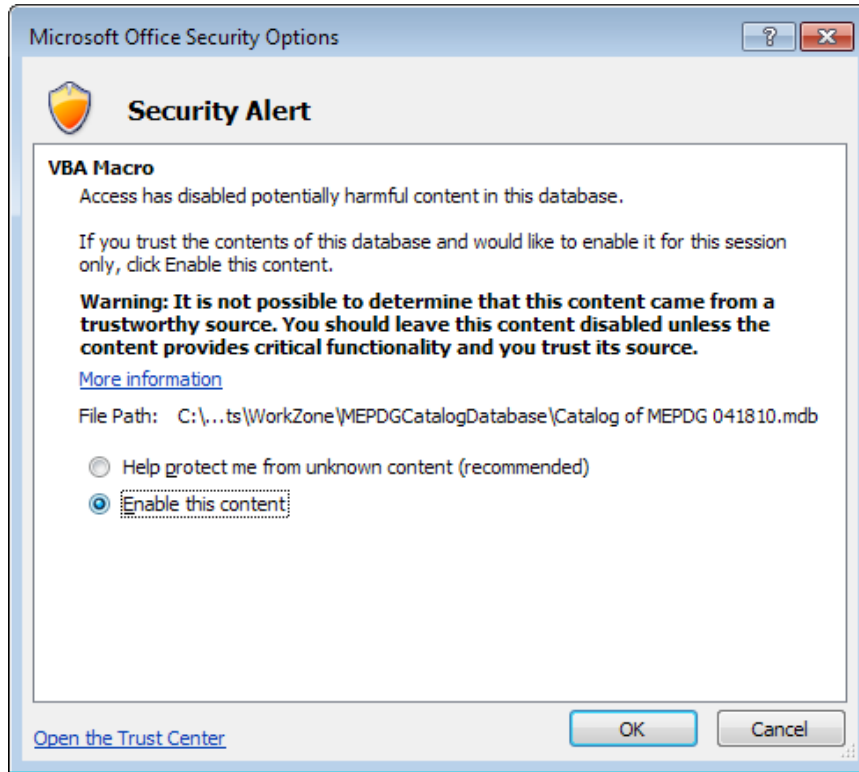 Microsoft Office Security Options
Security Alert
VBA Macro
Access has disabled potentially harmful content in this database.
If you trust the contents of this database and would like to enable it for this session
only, click Enable this content.
Warning: It is not possible to determine that this content came from a
trustworthy source. You should leave this content disabled unless the
content provides critical functionality and you trust its source.
More information
File Path: C:\...ts\WorkZone\MEPDGCatalogDatabase\Catalog of MEPDG 041810.mdb
Help protect me from unknown content (recommended)
Enable this content
Open the Trust Center
OK
Cancel